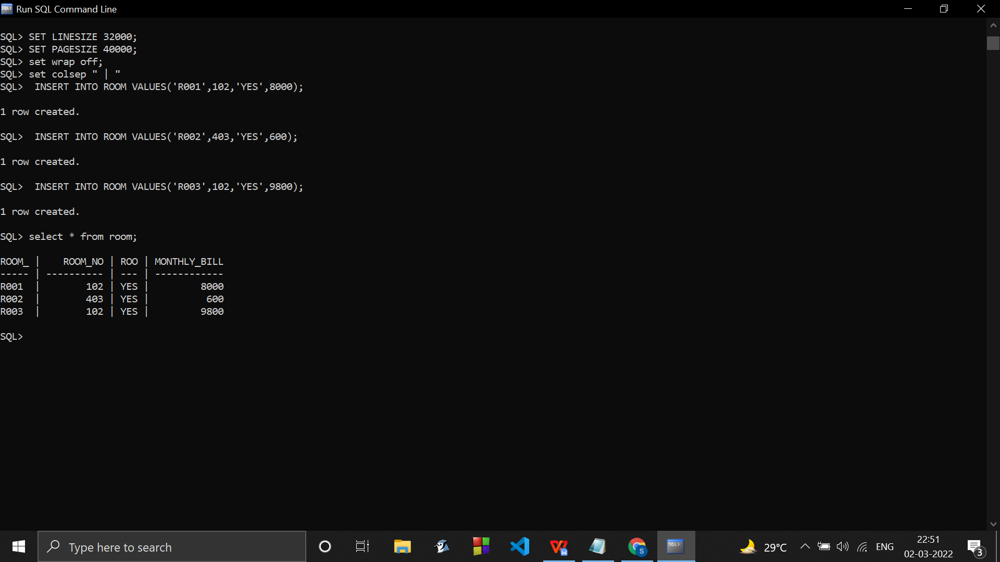 Run SQL Command Line
SQL> SET LINESIZE 32000;
SQL> SET PAGESIZE 40000;
SQL> set wrap off;
SQL> set colsep " | "
SQL>  INSERT INTO ROOM VALUES('R001',102,'YES',8000);
1 row created.
SQL>  INSERT INTO ROOM VALUES('R002',403,'YES',600);
1 row created.
SQL>  INSERT INTO ROOM VALUES('R003',102,'YES',9800);
1 row created.
SQL> select * from room;
ROOM_ |    ROOM_NO | ROO | MONTHLY_BILL
----- | ---------- | --- | ------------
R001  |        102 | YES |         8000
R002  |        403 | YES |          600
R003  |        102 | YES |         9800
SQL>
Type here to search
29°C
ENG
22:51
02-03-2022
3